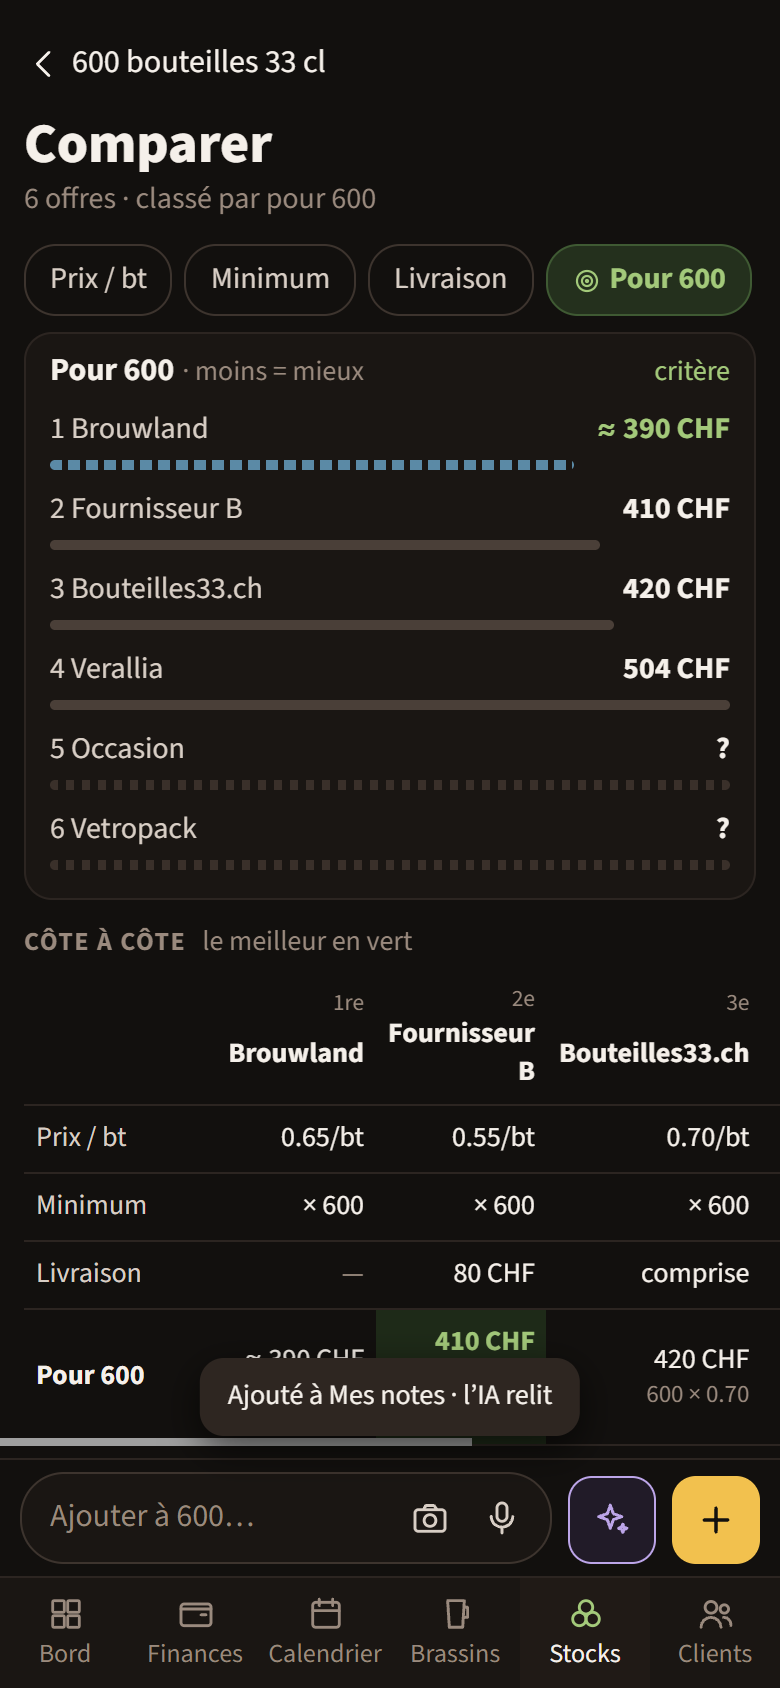 600 bouteilles 33 cl
Comparer
6 offres · classé par pour 600
Prix / bt
Minimum
Livraison
Pour 600
Pour 600 · moins = mieux
critère
1 Brouwland
≈ 390 CHF
2 Fournisseur B
410 CHF
3 Bouteilles33.ch
420 CHF
4 Verallia
504 CHF
5 Occasion
?
6 Vetropack
?
CÔTE À CÔTE le meilleur en vert
1re
2e
3e
Brouwland
Fournisseur
B
Bouteilles33.ch
Prix / bt
0.65/bt
0.55/bt
0.70/bt
Minimum
× 600
× 600
× 600
Livraison
—
80 CHF
comprise
Pour 600
≈ 390 CHF
410 CHF
420 CHF
600 × 0.70
Ajouté à Mes notes · l’IA relit
Ajouter à 600…
Bord
Finances
Calendrier
Brassins
Stocks
Clients